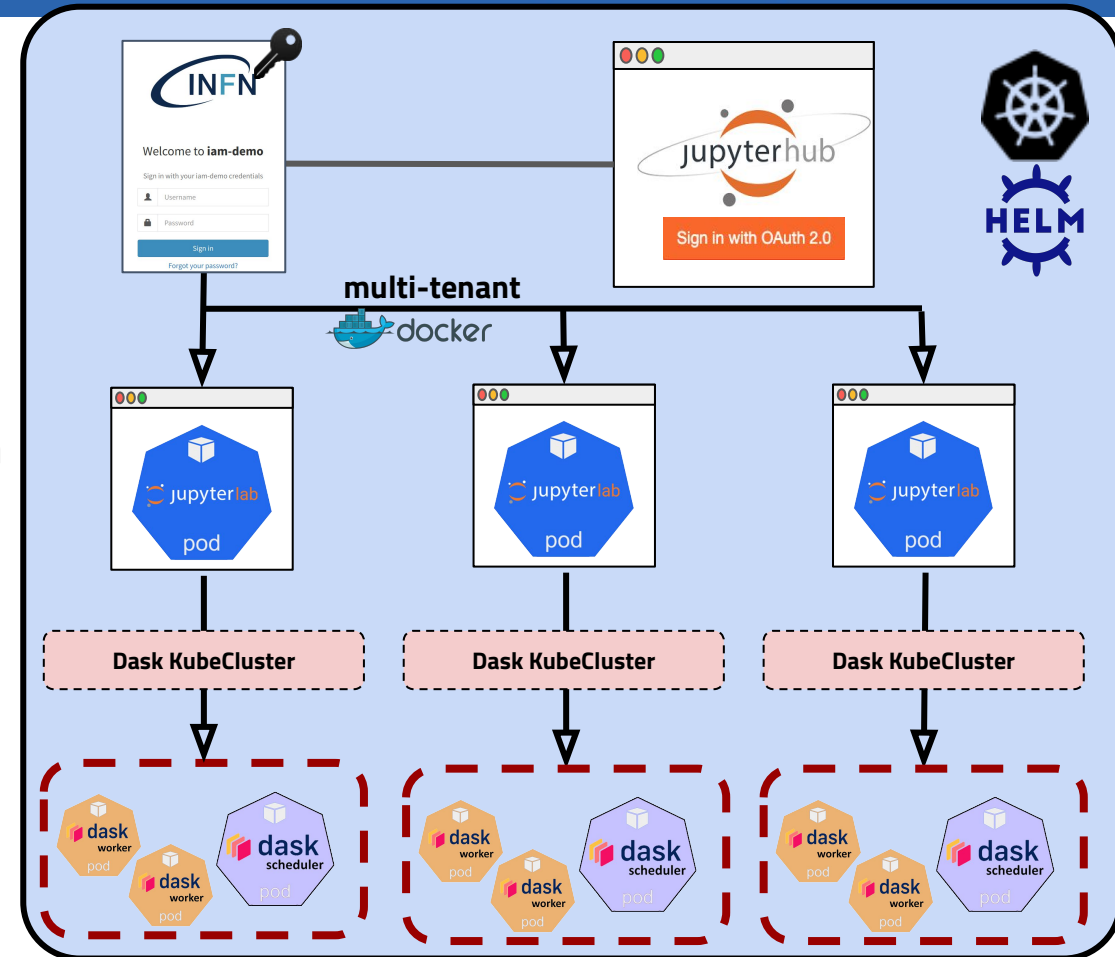 INFN
Welcome to iam-demo
Sign in with your iam-demo credentials
Username
Password
Sign in
Forgot your password?
jupyterhub
Sign in with OAuth 2.0
HELM
multi-tenant
docker
jupyterlab
pod
jupyterlab
pod
jupyterlab
pod
Dask KubeCluster
Dask KubeCluster
Dask KubeCluster
dask
worker
pod
dask
worker
pod
dask
scheduler
pod
dask
worker
pod
dask
worker
pod
dask
scheduler
pod
dask
worker
pod
dask
worker
pod
dask
scheduler
pod